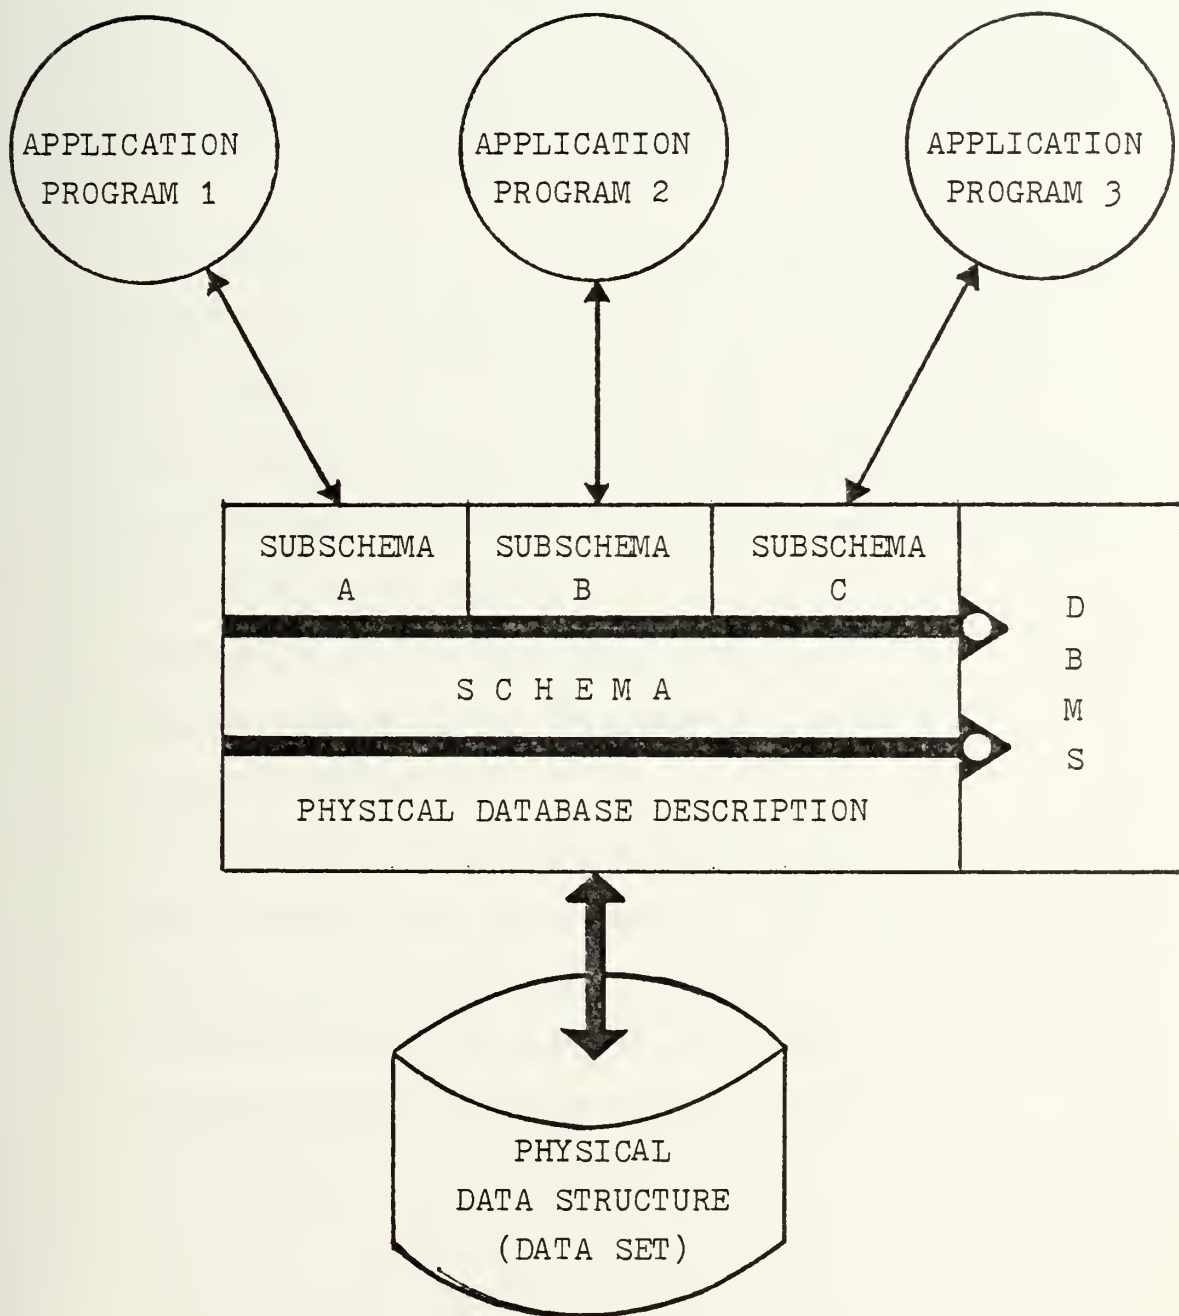 APPLICATION
PROGRAM 1
APPLICATION
PROGRAM 2
APPLICATION
PROGRAM 3
SUBSCHEMA
A
SUBSCHEMA
B
SUBSCHEMA
C
S C H E M A
PHYSICAL DATABASE DESCRIPTION
D
B
M
S
PHYSICAL
DATA STRUCTURE
(DATA SET)